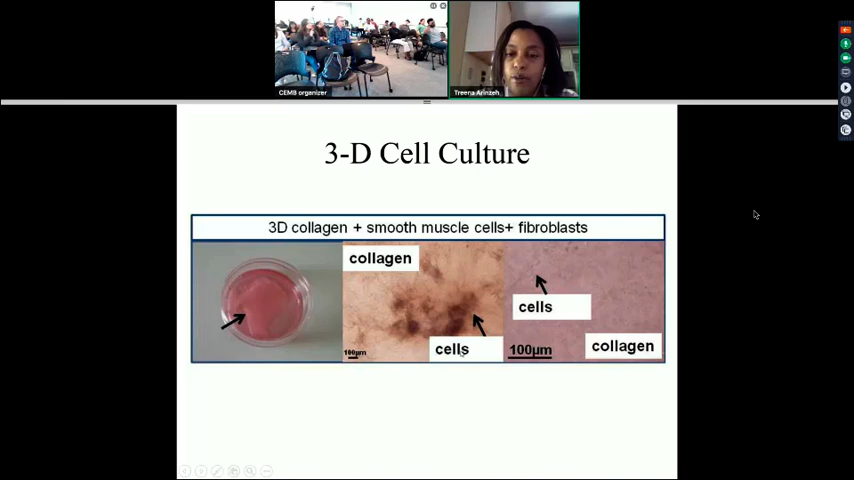 CEMB organizer
Treena Arinzeh
3-D Cell Culture
3D collagen + smooth muscle cells+ fibroblasts
collagen
cells
100µm
cells
100µm
collagen